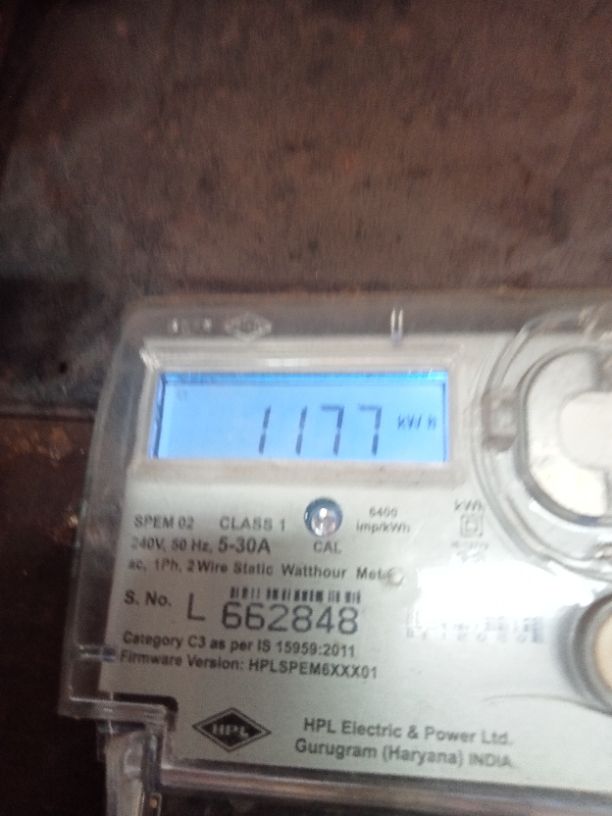 1177 kWh
SPEM 02 CLASS 1
6400 imp/kWh
kWh
240V, 50 Hz, 5-30A CAL
ac, 1Ph, 2Wire Static Watthour
S. No. L 662848
Category C3 as per IS 15959:2011
Firmware Version: HPLSPEM6XXX01
HPL
HPL Electric & Power Ltd.
Gurugram (Haryana) INDIA